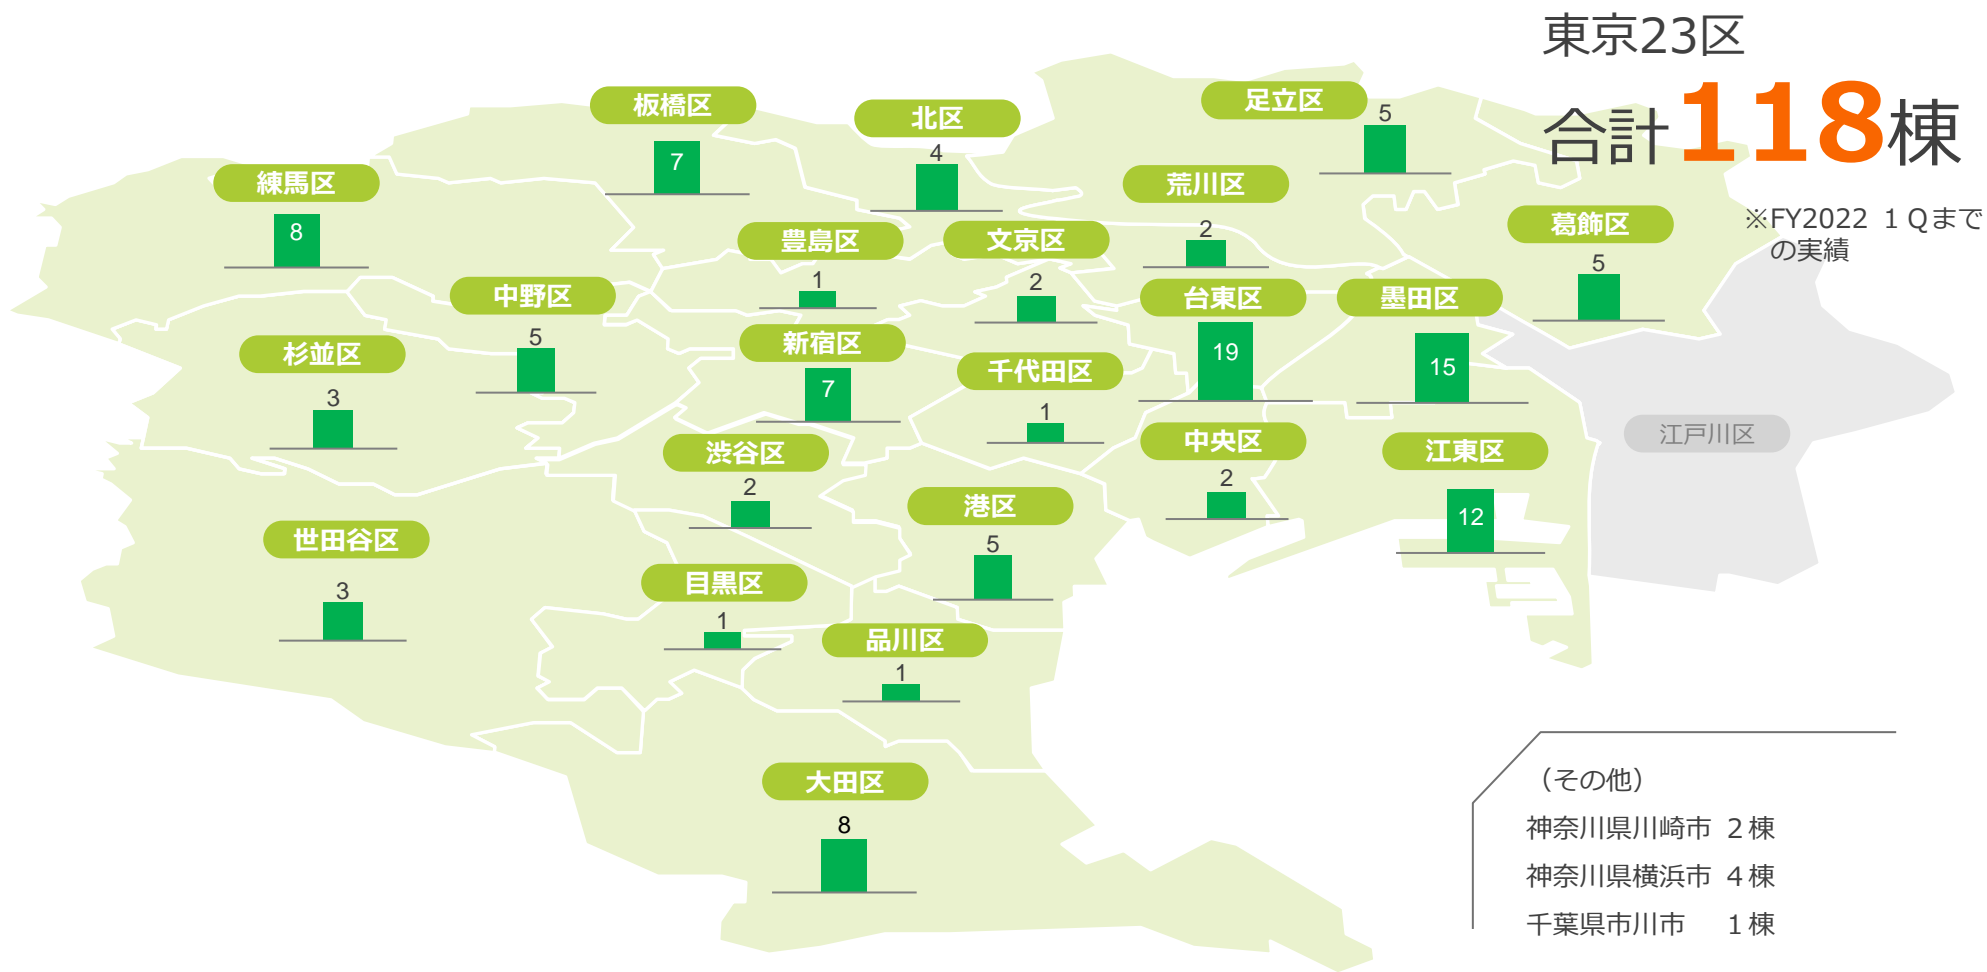 東京23区
合計118棟
※FY2022 １Ｑまで
の実績
板橋区
7
北区
4
足立区
5
練馬区
8
荒川区
2
葛飾区
5
豊島区
1
文京区
2
中野区
5
台東区
19
墨田区
15
杉並区
3
新宿区
7
千代田区
1
江戸川区
渋谷区
2
中央区
2
江東区
12
港区
5
世田谷区
3
目黒区
1
品川区
1
大田区
8
（その他）
神奈川県川崎市 ２棟
神奈川県横浜市 ４棟
千葉県市川市 １棟